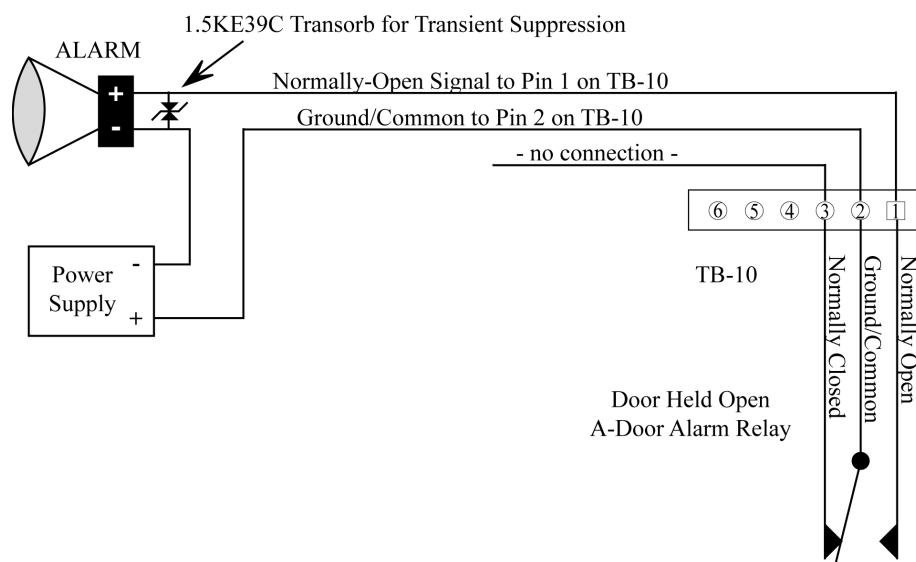 1.5KE39C Transorb for Transient Suppression
ALARM
+
-
Normally-Open Signal to Pin 1 on TB-10
Ground/Common to Pin 2 on TB-10
- no connection -
6 5 4 3 2 1
Power
Supply
-
+
TB-10
Normally Closed
Ground/Common
Normally Open
Door Held Open
A-Door Alarm Relay